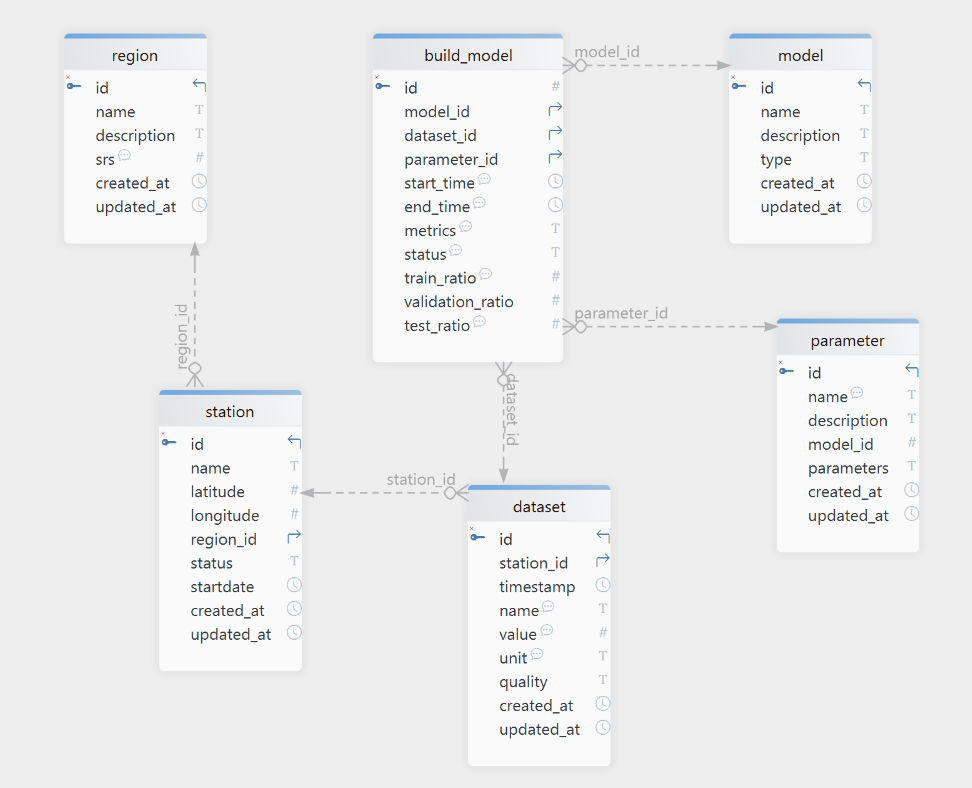 region
id
name
description
srs
created_at
updated_at
build_model
id
model_id
dataset_id
parameter_id
start_time
end_time
metrics
status
train_ratio
validation_ratio
test_ratio
model_id
model
id
name
description
type
created_at
updated_at
parameter_id
parameter
id
name
description
model_id
parameters
created_at
updated_at
region_id
station
id
name
latitude
longitude
region_id
status
startdate
created_at
updated_at
station_id
dataset_id
dataset
id
station_id
timestamp
name
value
unit
quality
created_at
updated_at